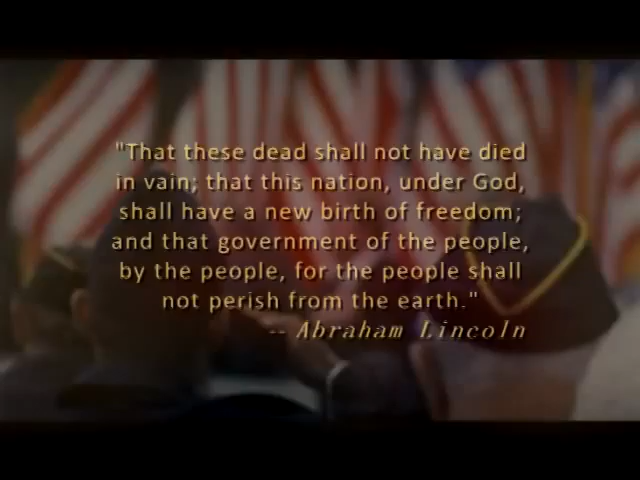 "That these dead shall not have died
in vain; that this nation, under God,
shall have a new birth of freedom;
and that government of the people,
by the people, for the people shall
not perish from the earth."
-- Abraham Lincoln